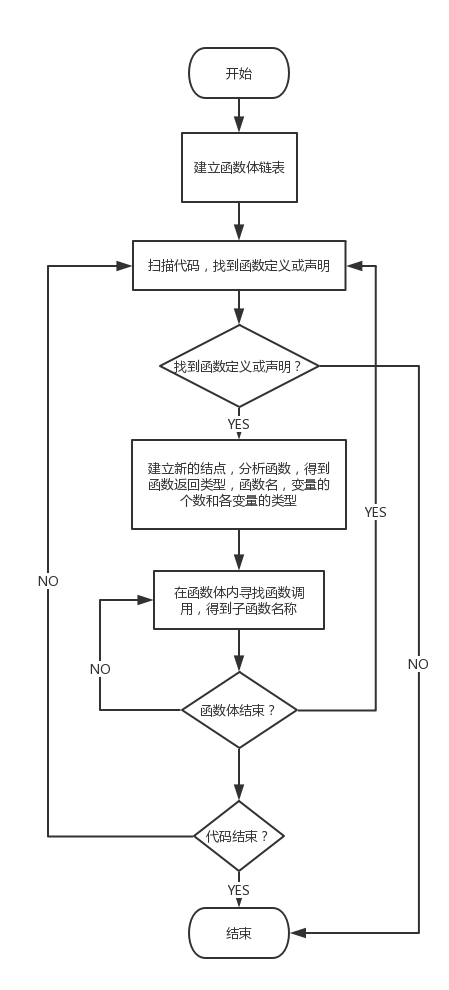 开始
建立函数体链表
扫描代码，找到函数定义或声明
找到函数定义或声明？
YES
建立新的结点，分析函数，得到
函数返回类型，函数名，变量的
个数和各变量的类型
YES
在函数体内寻找函数调
用，得到子函数名称
NO
NO
NO
函数体结束？
代码结束？
YES
结束